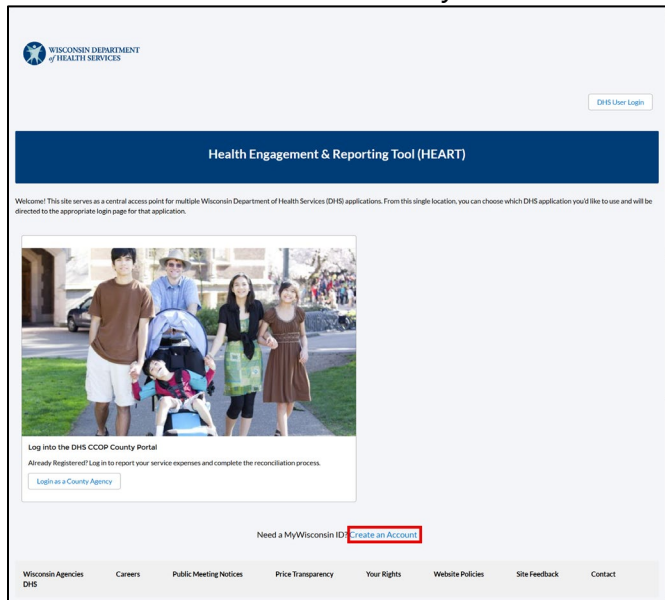 WISCONSIN DEPARTMENT
of HEALTH SERVICES
DHS User Login
Health Engagement & Reporting Tool (HEART)
Welcome! This site serves as a central access point for multiple Wisconsin Department of Health Services (DHS) applications. From this single location, you can choose which DHS application you'd like to use and will be
directed to the appropriate login page for that application.
Log into the DHS CCOP County Portal
Already Registered? Log in to report your service expenses and complete the reconciliation process.
Login as a County Agency
Need a MyWisconsin ID? Create an Account
Wisconsin Agencies Careers Public Meeting Notices Price Transparency Your Rights Website Policies Site Feedback Contact
DHS